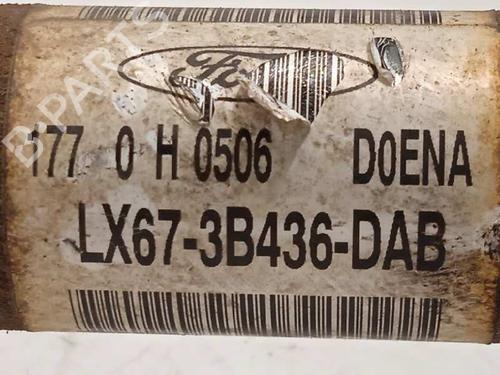 B-PARTS
177 0 H 0506 D0ENA
LX67-3B436-DAB